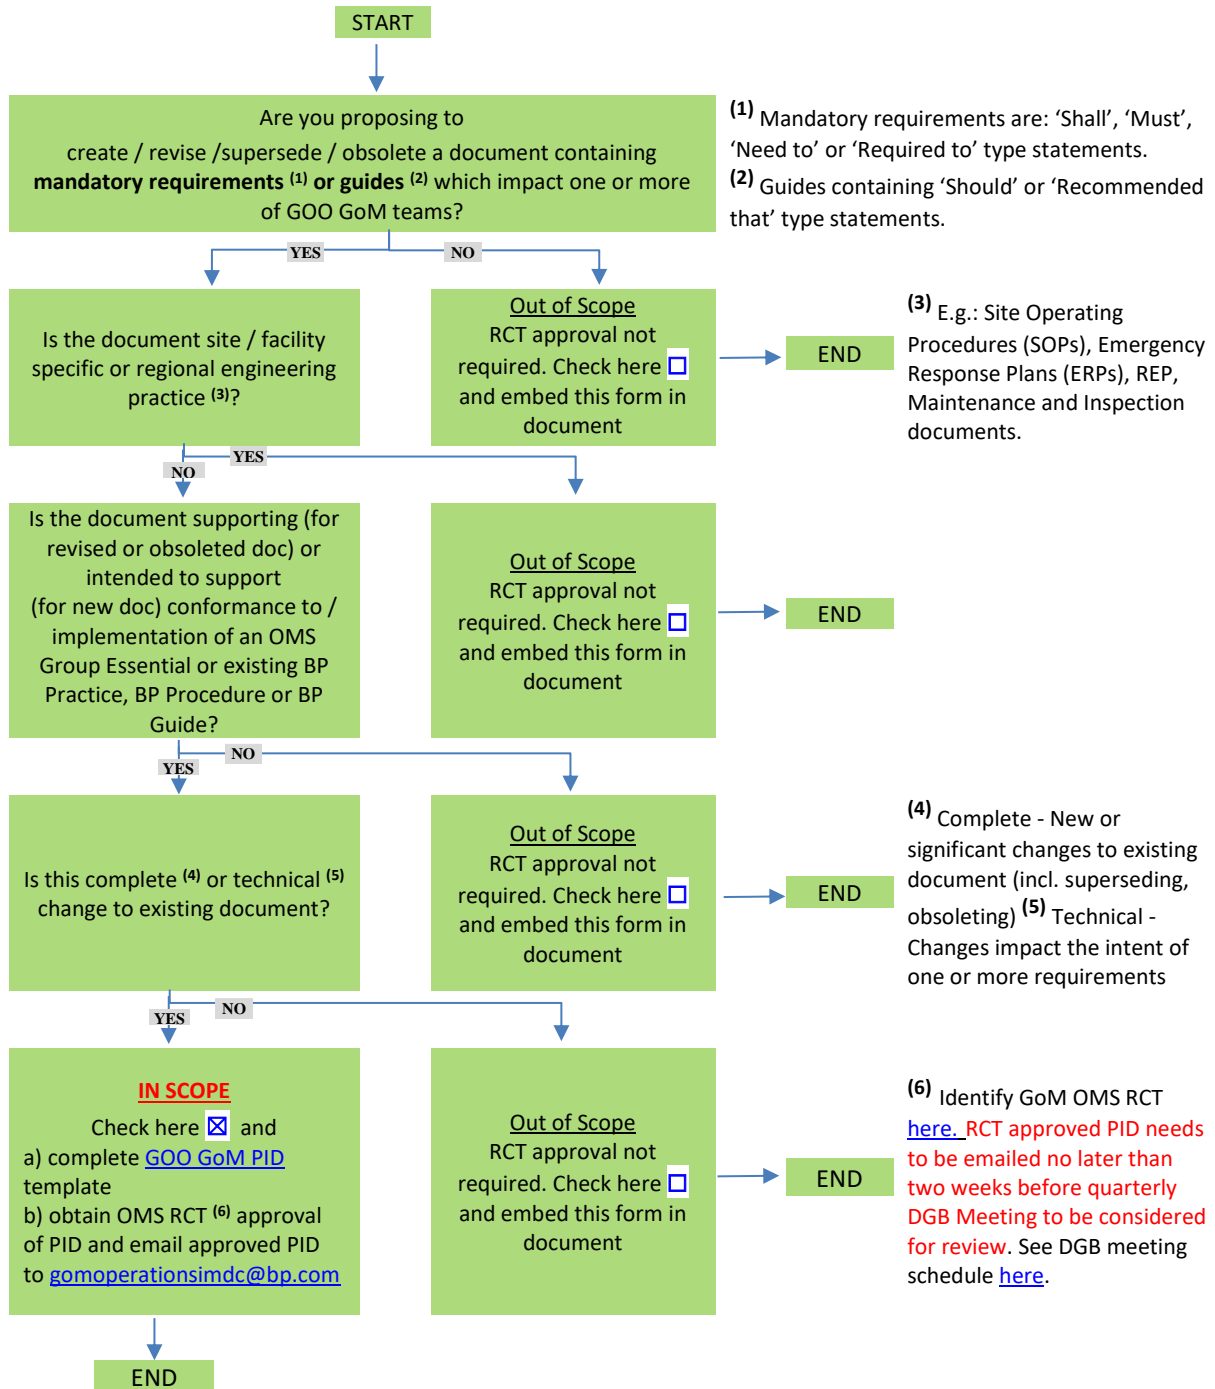 START
Are you proposing to
create / revise /supersede / obsolete a document containing
mandatory requirements (1) or guides (2) which impact one or more
of GOO GoM teams?
(1) Mandatory requirements are: ‘Shall’, ‘Must’,
‘Need to’ or ‘Required to’ type statements.
(2) Guides containing ‘Should’ or ‘Recommended
that’ type statements.
YES
NO
Is the document site / facility
specific or regional engineering
practice (3)?
Out of Scope
RCT approval not
required. Check here ☐
and embed this form in
document
END
(3) E.g.: Site Operating
Procedures (SOPs), Emergency
Response Plans (ERPs), REP,
Maintenance and Inspection
documents.
YES
NO
Is the document supporting (for
revised or obsoleted doc) or
intended to support
(for new doc) conformance to /
implementation of an OMS
Group Essential or existing BP
Practice, BP Procedure or BP
Guide?
Out of Scope
RCT approval not
required. Check here ☐
and embed this form in
document
END
NO
YES
Is this complete (4) or technical (5)
change to existing document?
Out of Scope
RCT approval not
required. Check here ☐
and embed this form in
document
END
(4) Complete - New or
significant changes to existing
document (incl. superseding,
obsoleting) (5) Technical -
Changes impact the intent of
one or more requirements
NO
YES
IN SCOPE
Check here ☒ and
a) complete GOO GoM PID
template
b) obtain OMS RCT (6) approval
of PID and email approved PID
to gomoperationsimdc@bp.com
Out of Scope
RCT approval not
required. Check here ☐
and embed this form in
document
END
(6) Identify GoM OMS RCT
here. RCT approved PID needs
to be emailed no later than
two weeks before quarterly
DGB Meeting to be considered
for review. See DGB meeting
schedule here.
END